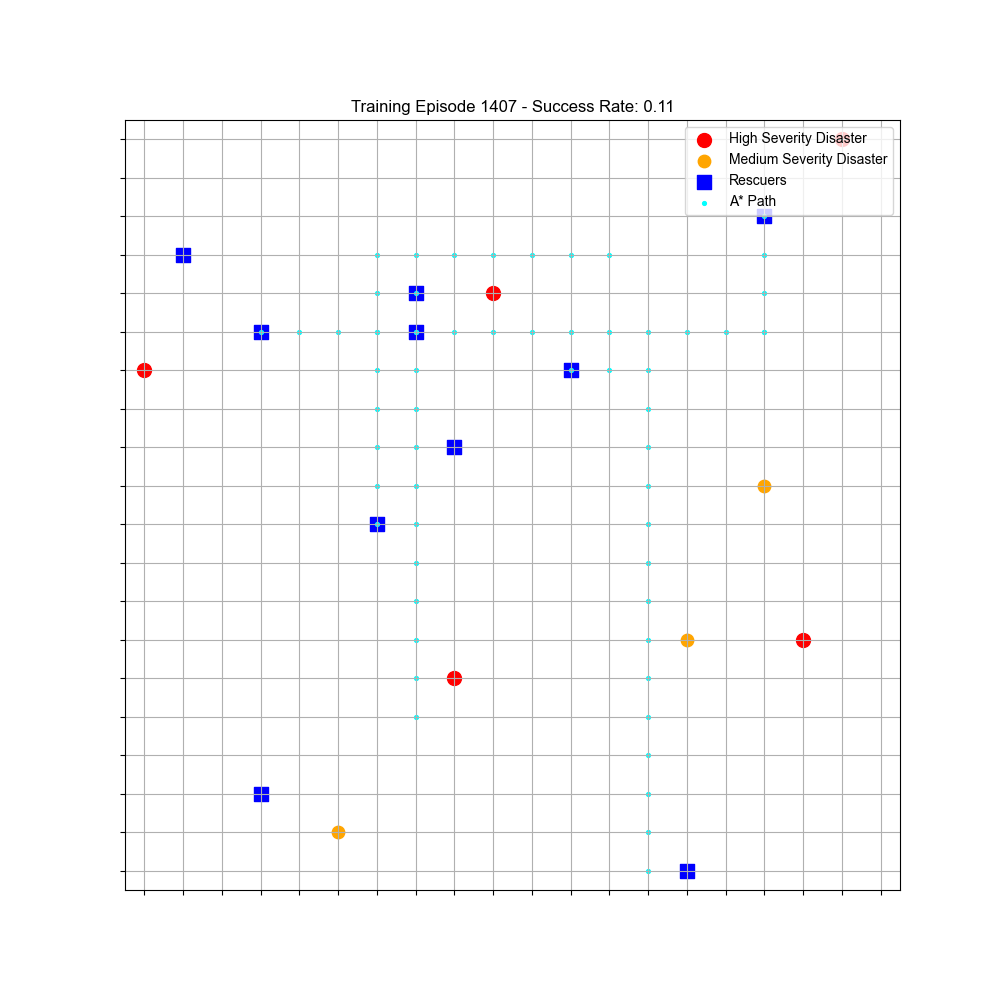 Training Episode 1407 - Success Rate: 0.11
High Severity Disaster
Medium Severity Disaster
Rescuers
A* Path